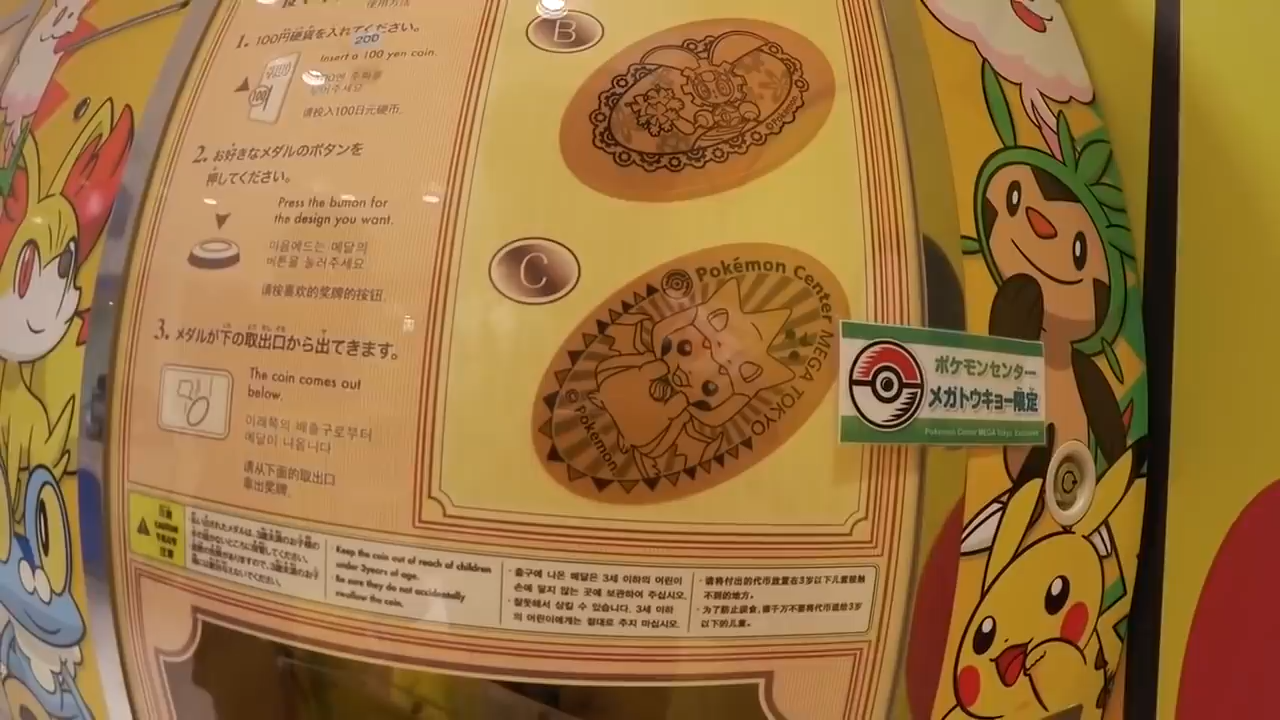 使用方法
1. 100円硬貨を入れてください。
200
Insert a 100 yen coin.
100
请投入100日元硬币.
2. お好きなメダルのボタンを
押してください。
Press the button for
the design you want.
마음에드는 메달의
버튼을 눌러주세요
请按喜欢的奖牌的按钮.
3. メダルが下の取出口から出てきます。
The coin comes out
below.
아래쪽의 배출구로부터
메달이 나옵니다
请从下面的取出口
拿出奖牌.
B
©Pokémon
C
Pokémon Center MEGA TOKYO
©Pokémon
ポケモンセンター
メガトウキョー限定
Pokémon Center MEGA Tokyo Exclusive
注意
CAUTION
주의
注意
・Keep the coin out of reach of children
under 3years of age.
・Be sure they do not accidentally
swallow the coin.
・출구에 나온 메달은 3세 이하의 어린이
손에 닿지 않는 곳에 보관하여 주십시오.
・잘못해서 삼킬 수 있습니다. 3세 이하
의 어린이에게는 절대로 주지 마십시오.
・请将付出的代币放置在3岁以下儿童接触
不到的地方.
・为了防止误食,请千万不要将代币送给3岁
以下的儿童.